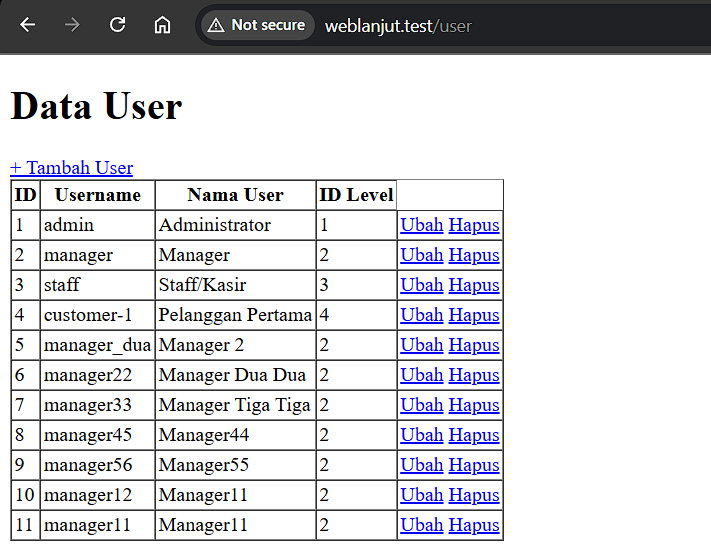 Not secure weblanjut.test/user
Data User
+ Tambah User
ID Username Nama User ID Level
1 admin Administrator 1 Ubah Hapus
2 manager Manager 2 Ubah Hapus
3 staff Staff/Kasir 3 Ubah Hapus
4 customer-1 Pelanggan Pertama 4 Ubah Hapus
5 manager_dua Manager 2 2 Ubah Hapus
6 manager22 Manager Dua Dua 2 Ubah Hapus
7 manager33 Manager Tiga Tiga 2 Ubah Hapus
8 manager45 Manager44 2 Ubah Hapus
9 manager56 Manager55 2 Ubah Hapus
10 manager12 Manager11 2 Ubah Hapus
11 manager11 Manager11 2 Ubah Hapus